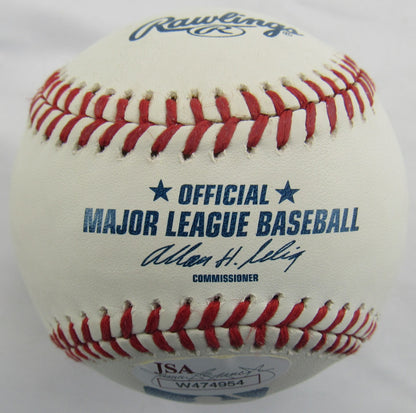 Rawlings
R
★ OFFICIAL ★
MAJOR LEAGUE BASEBALL
Allan H. Selig
COMMISSIONER
JSA
W474954